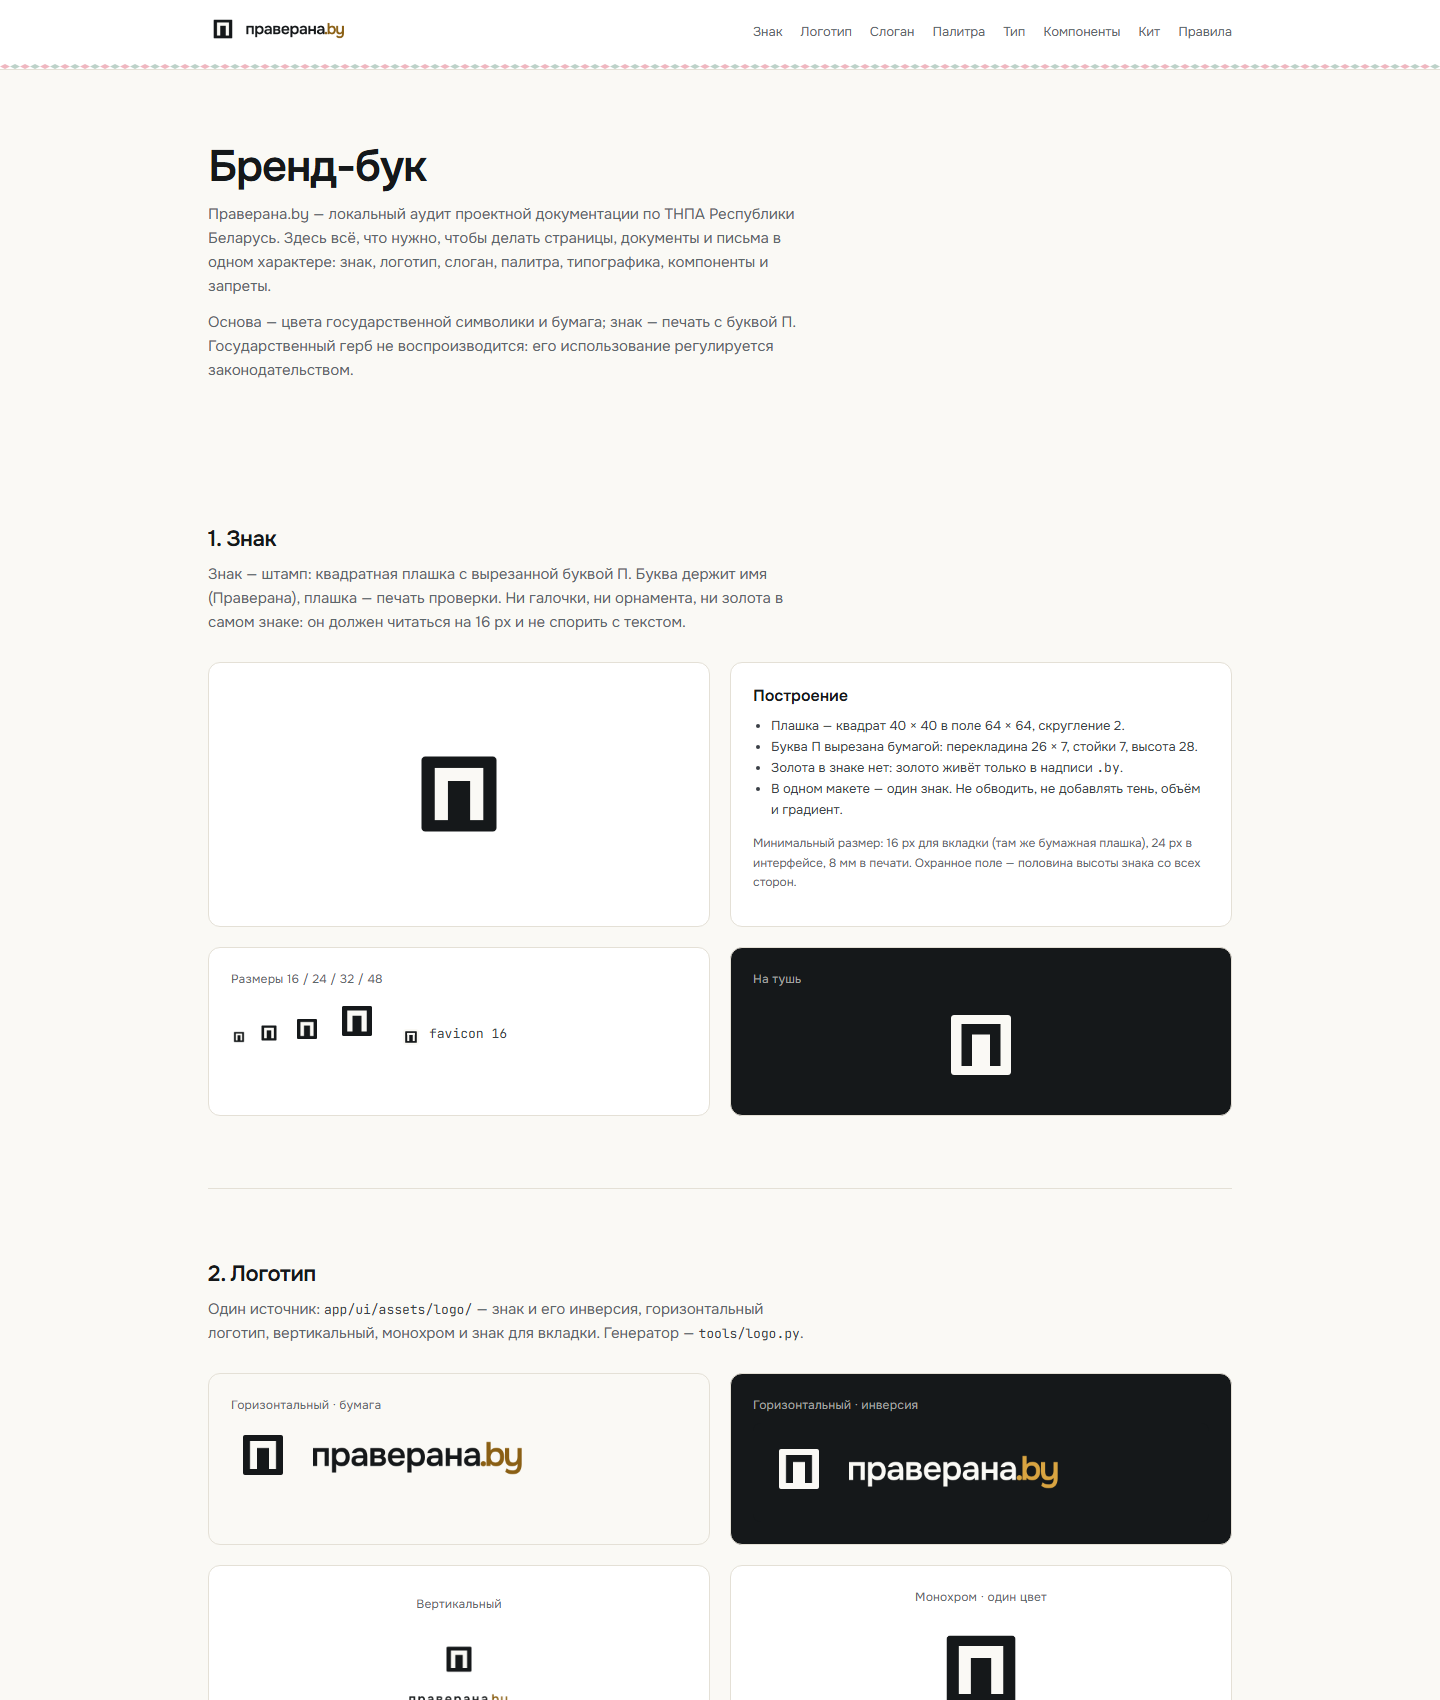 праверана.by
Знак Логотип Слоган Палитра Тип Компоненты Кит Правила
Бренд-бук
Праверана.by — локальный аудит проектной документации по ТНПА Республики
Беларусь. Здесь всё, что нужно, чтобы делать страницы, документы и письма в
одном характере: знак, логотип, слоган, палитра, типографика, компоненты и
запреты.
Основа — цвета государственной символики и бумага; знак — печать с буквой П.
Государственный герб не воспроизводится: его использование регулируется
законодательством.
1. Знак
Знак — штамп: квадратная плашка с вырезанной буквой П. Буква держит имя
(Праверана), плашка — печать проверки. Ни галочки, ни орнамента, ни золота в
самом знаке: он должен читаться на 16 px и не спорить с текстом.
Построение
• Плашка — квадрат 40 × 40 в поле 64 × 64, скругление 2.
• Буква П вырезана бумагой: перекладина 26 × 7, стойки 7, высота 28.
• Золота в знаке нет: золото живёт только в надписи .by.
• В одном макете — один знак. Не обводить, не добавлять тень, объём
и градиент.
Минимальный размер: 16 px для вкладки (там же бумажная плашка), 24 px в
интерфейсе, 8 мм в печати. Охранное поле — половина высоты знака со всех
сторон.
Размеры 16 / 24 / 32 / 48
favicon 16
На тушь
2. Логотип
Один источник: app/ui/assets/logo/ — знак и его инверсия, горизонтальный
логотип, вертикальный, монохром и знак для вкладки. Генератор — tools/logo.py.
Горизонтальный · бумага
праверана.by
Горизонтальный · инверсия
праверана.by
Вертикальный
праверана.by
Монохром · один цвет